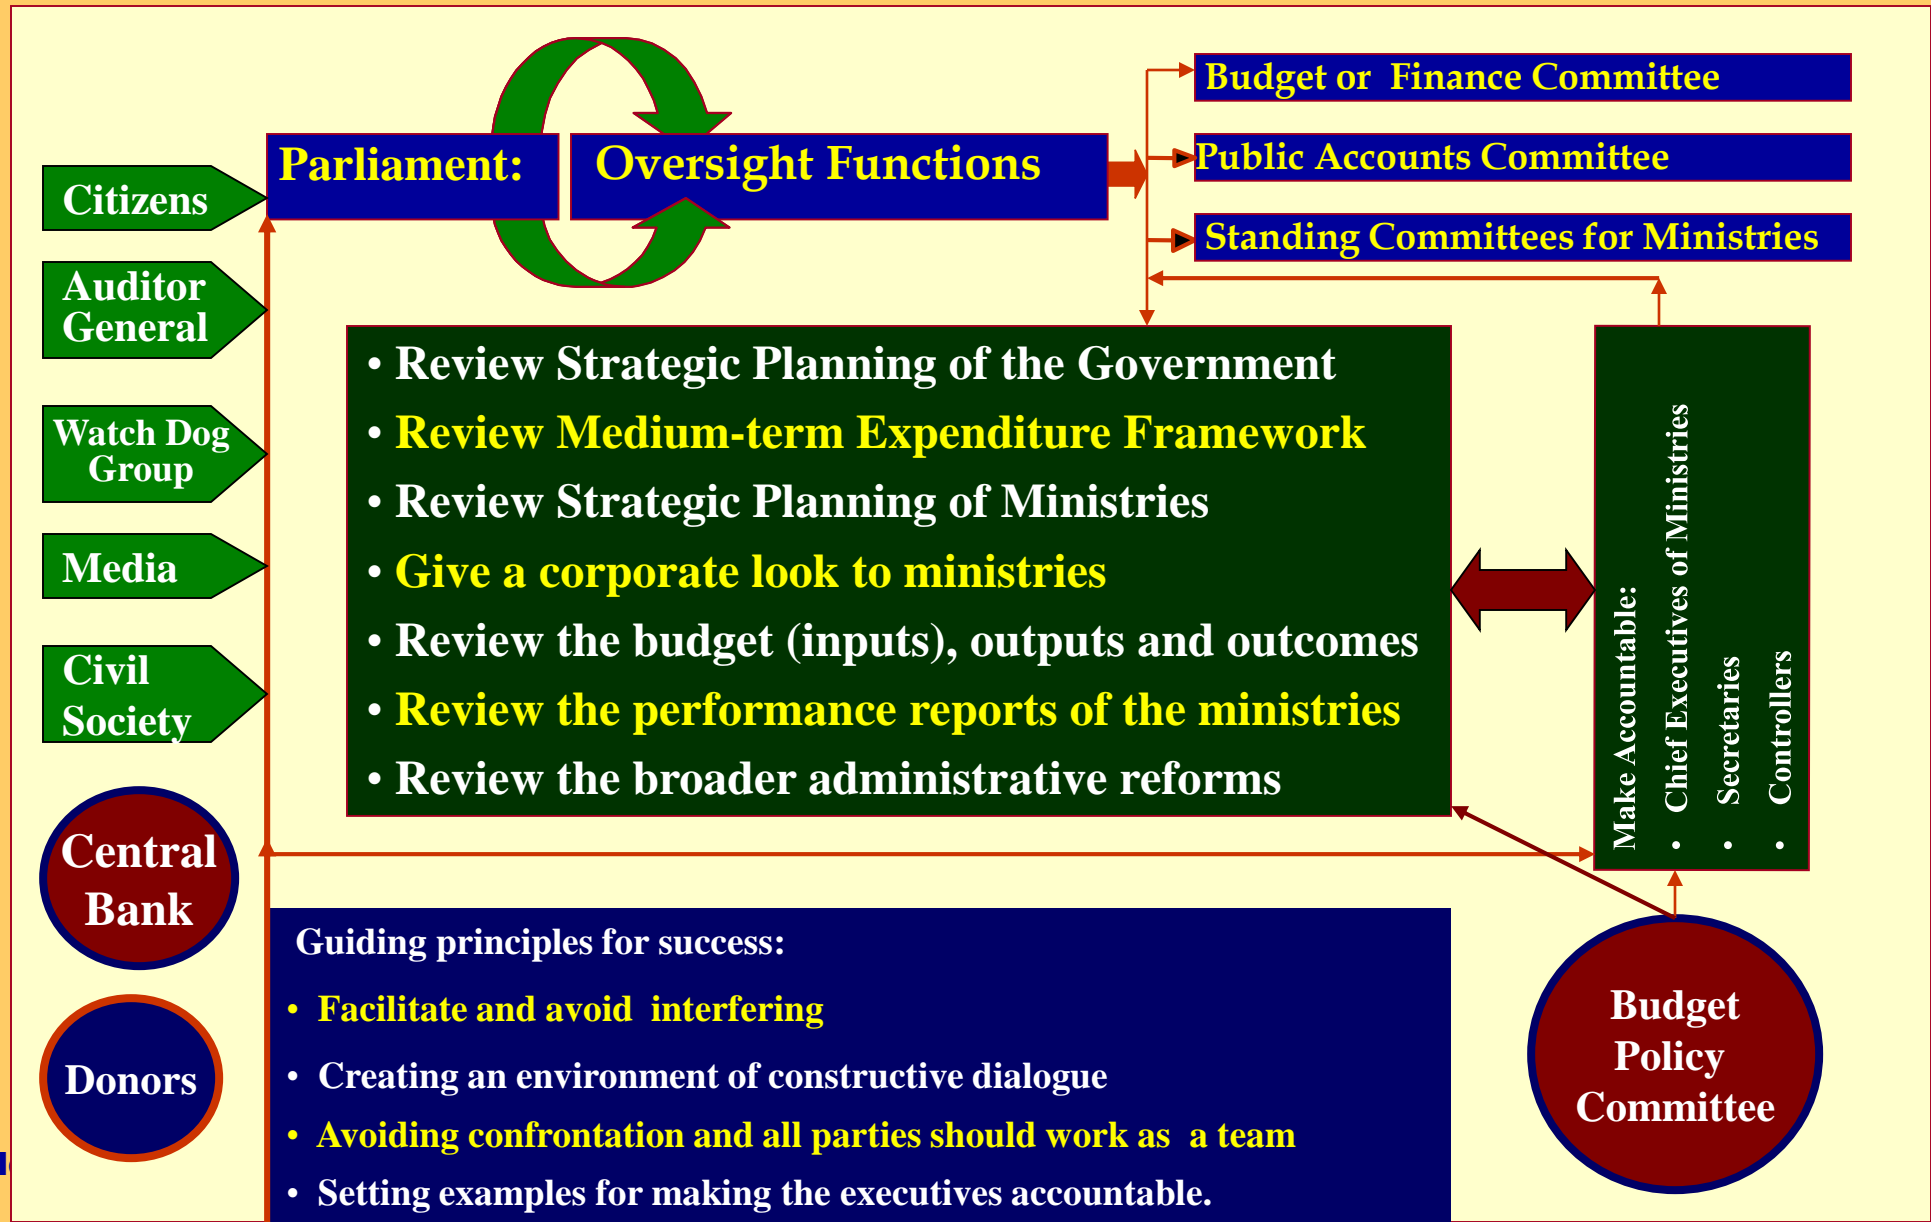 Budget or Finance Committee
Parliament:
Oversight Functions
Public Accounts Committee
Standing Committees for Ministries
Citizens
Auditor
General
Watch Dog
Group
Media
Civil
Society
Central
Bank
Donors
• Review Strategic Planning of the Government
• Review Medium-term Expenditure Framework
• Review Strategic Planning of Ministries
• Give a corporate look to ministries
• Review the budget (inputs), outputs and outcomes
• Review the performance reports of the ministries
• Review the broader administrative reforms
Make Accountable:
• Chief Executives of Ministries
• Secretaries
• Controllers
Guiding principles for success:
• Facilitate and avoid interfering
• Creating an environment of constructive dialogue
• Avoiding confrontation and all parties should work as a team
• Setting examples for making the executives accountable.
Budget
Policy
Committee